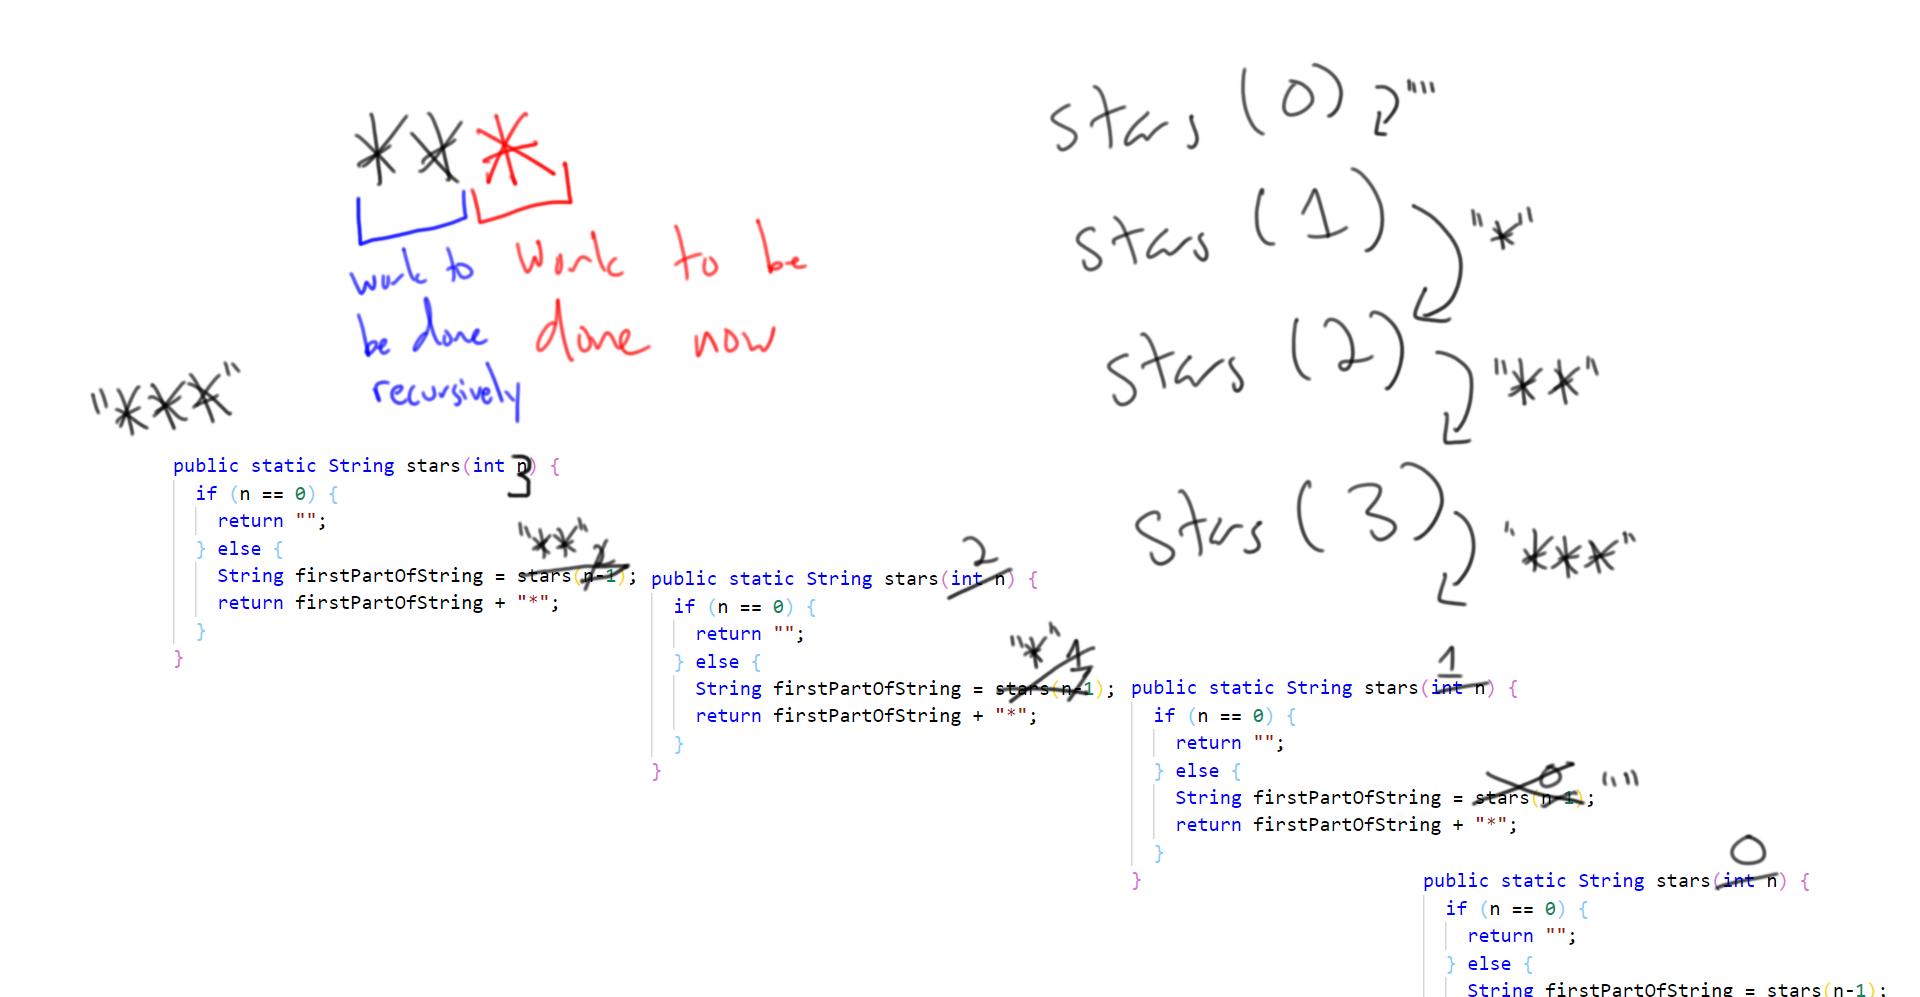 ***
work to
be done
recursively
work to be
done now
stars (0) ""
stars (1) "*"
stars (2) "**"
stars (3) "***"
"***"
public static String stars(int n) {
3
if (n == 0) {
return "";
} else {
"**"
2
String firstPartOfString = stars(n-1);
return firstPartOfString + "*";
}
}
2
public static String stars(int n) {
if (n == 0) {
return "";
} else {
"*" 1
String firstPartOfString = stars(n-1);
return firstPartOfString + "*";
}
}
1
public static String stars(int n) {
if (n == 0) {
return "";
} else {
0
String firstPartOfString = stars(n-1); ""
return firstPartOfString + "*";
}
}
0
public static String stars(int n) {
if (n == 0) {
return "";
} else {
String firstPartOfString = stars(n-1);